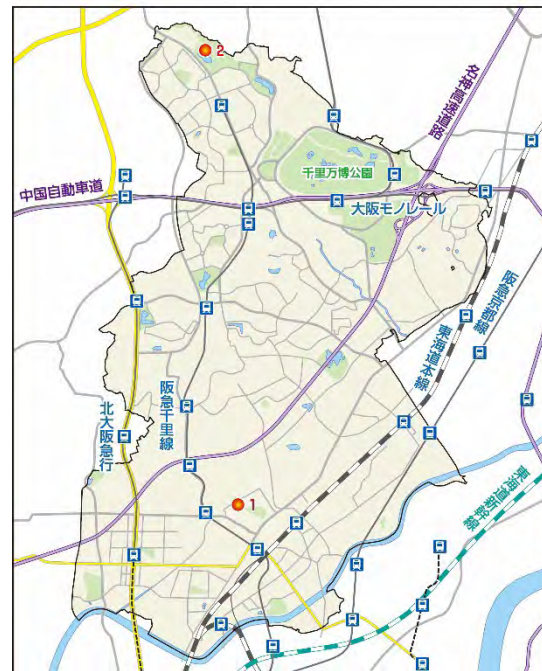 2
名神高速道路
千里万博公園
中国自動車道
大阪モノレール
阪急京都線
東海道本線
阪急千里線
北大阪急行
1
東海道新幹線